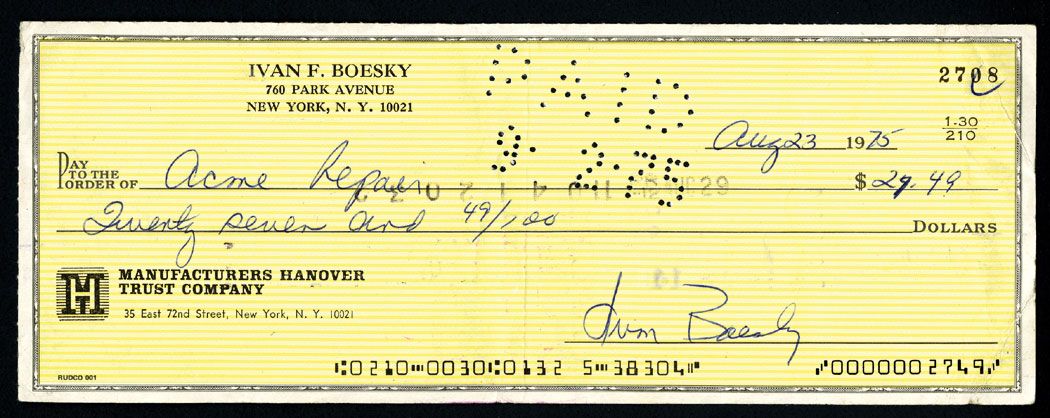 IVAN F. BOESKY
760 PARK AVENUE
NEW YORK, N. Y. 10021
2708
PAID
9. 2.75
1-30
210
Aug 23 1975
PAY TO THE ORDER OF Acme Repair $ 27.49
Twenty seven and 49/100 DOLLARS
MANUFACTURERS HANOVER
TRUST COMPANY
35 East 72nd Street, New York, N. Y. 10021
Ivan Boesky
RUDCO 801
⑆0210⑉0030⑆0132 5⑈38304⑈ ⑈0000002749⑈